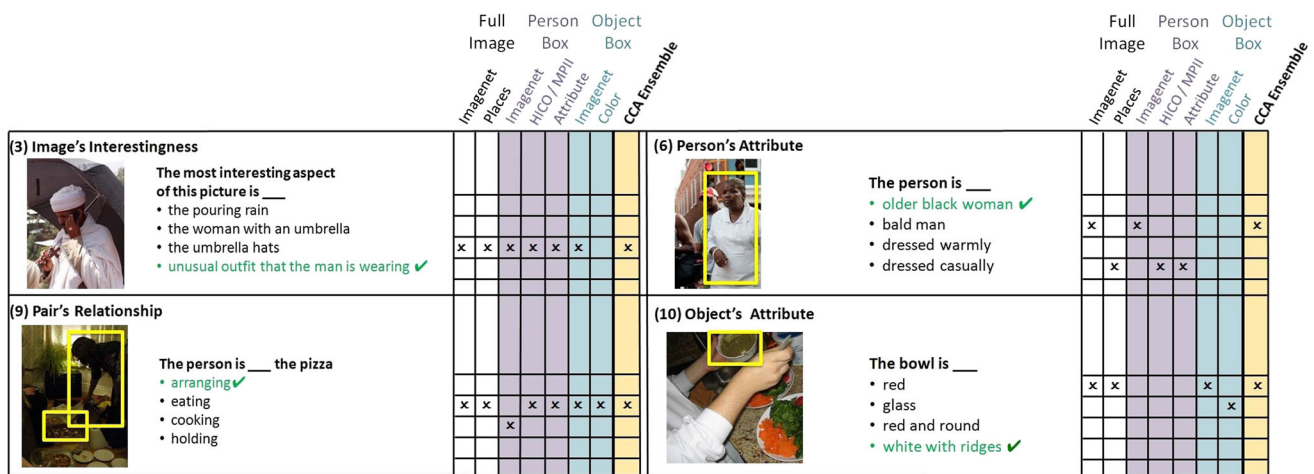 Full Image
Person Box
Object Box
Imagenet
Places
Imagenet
HICO / MPII
Attribute
Imagenet
Color
CCA Ensemble
Full Image
Person Box
Object Box
Imagenet
Places
Imagenet
HICO / MPII
Attribute
Imagenet
Color
CCA Ensemble
(3) Image's Interestingness
The most interesting aspect
of this picture is ___
• the pouring rain
• the woman with an umbrella
• the umbrella hats
x x x x x x x
• unusual outfit that the man is wearing ✔
(6) Person's Attribute
The person is ___
• older black woman ✔
• bald man
x x x
• dressed warmly
• dressed casually
x x x
(9) Pair's Relationship
The person is ___ the pizza
• arranging ✔
• eating
x x x x x x x
• cooking
x
• holding
(10) Object's Attribute
The bowl is ___
• red
x x x x
• glass
x
• red and round
• white with ridges ✔